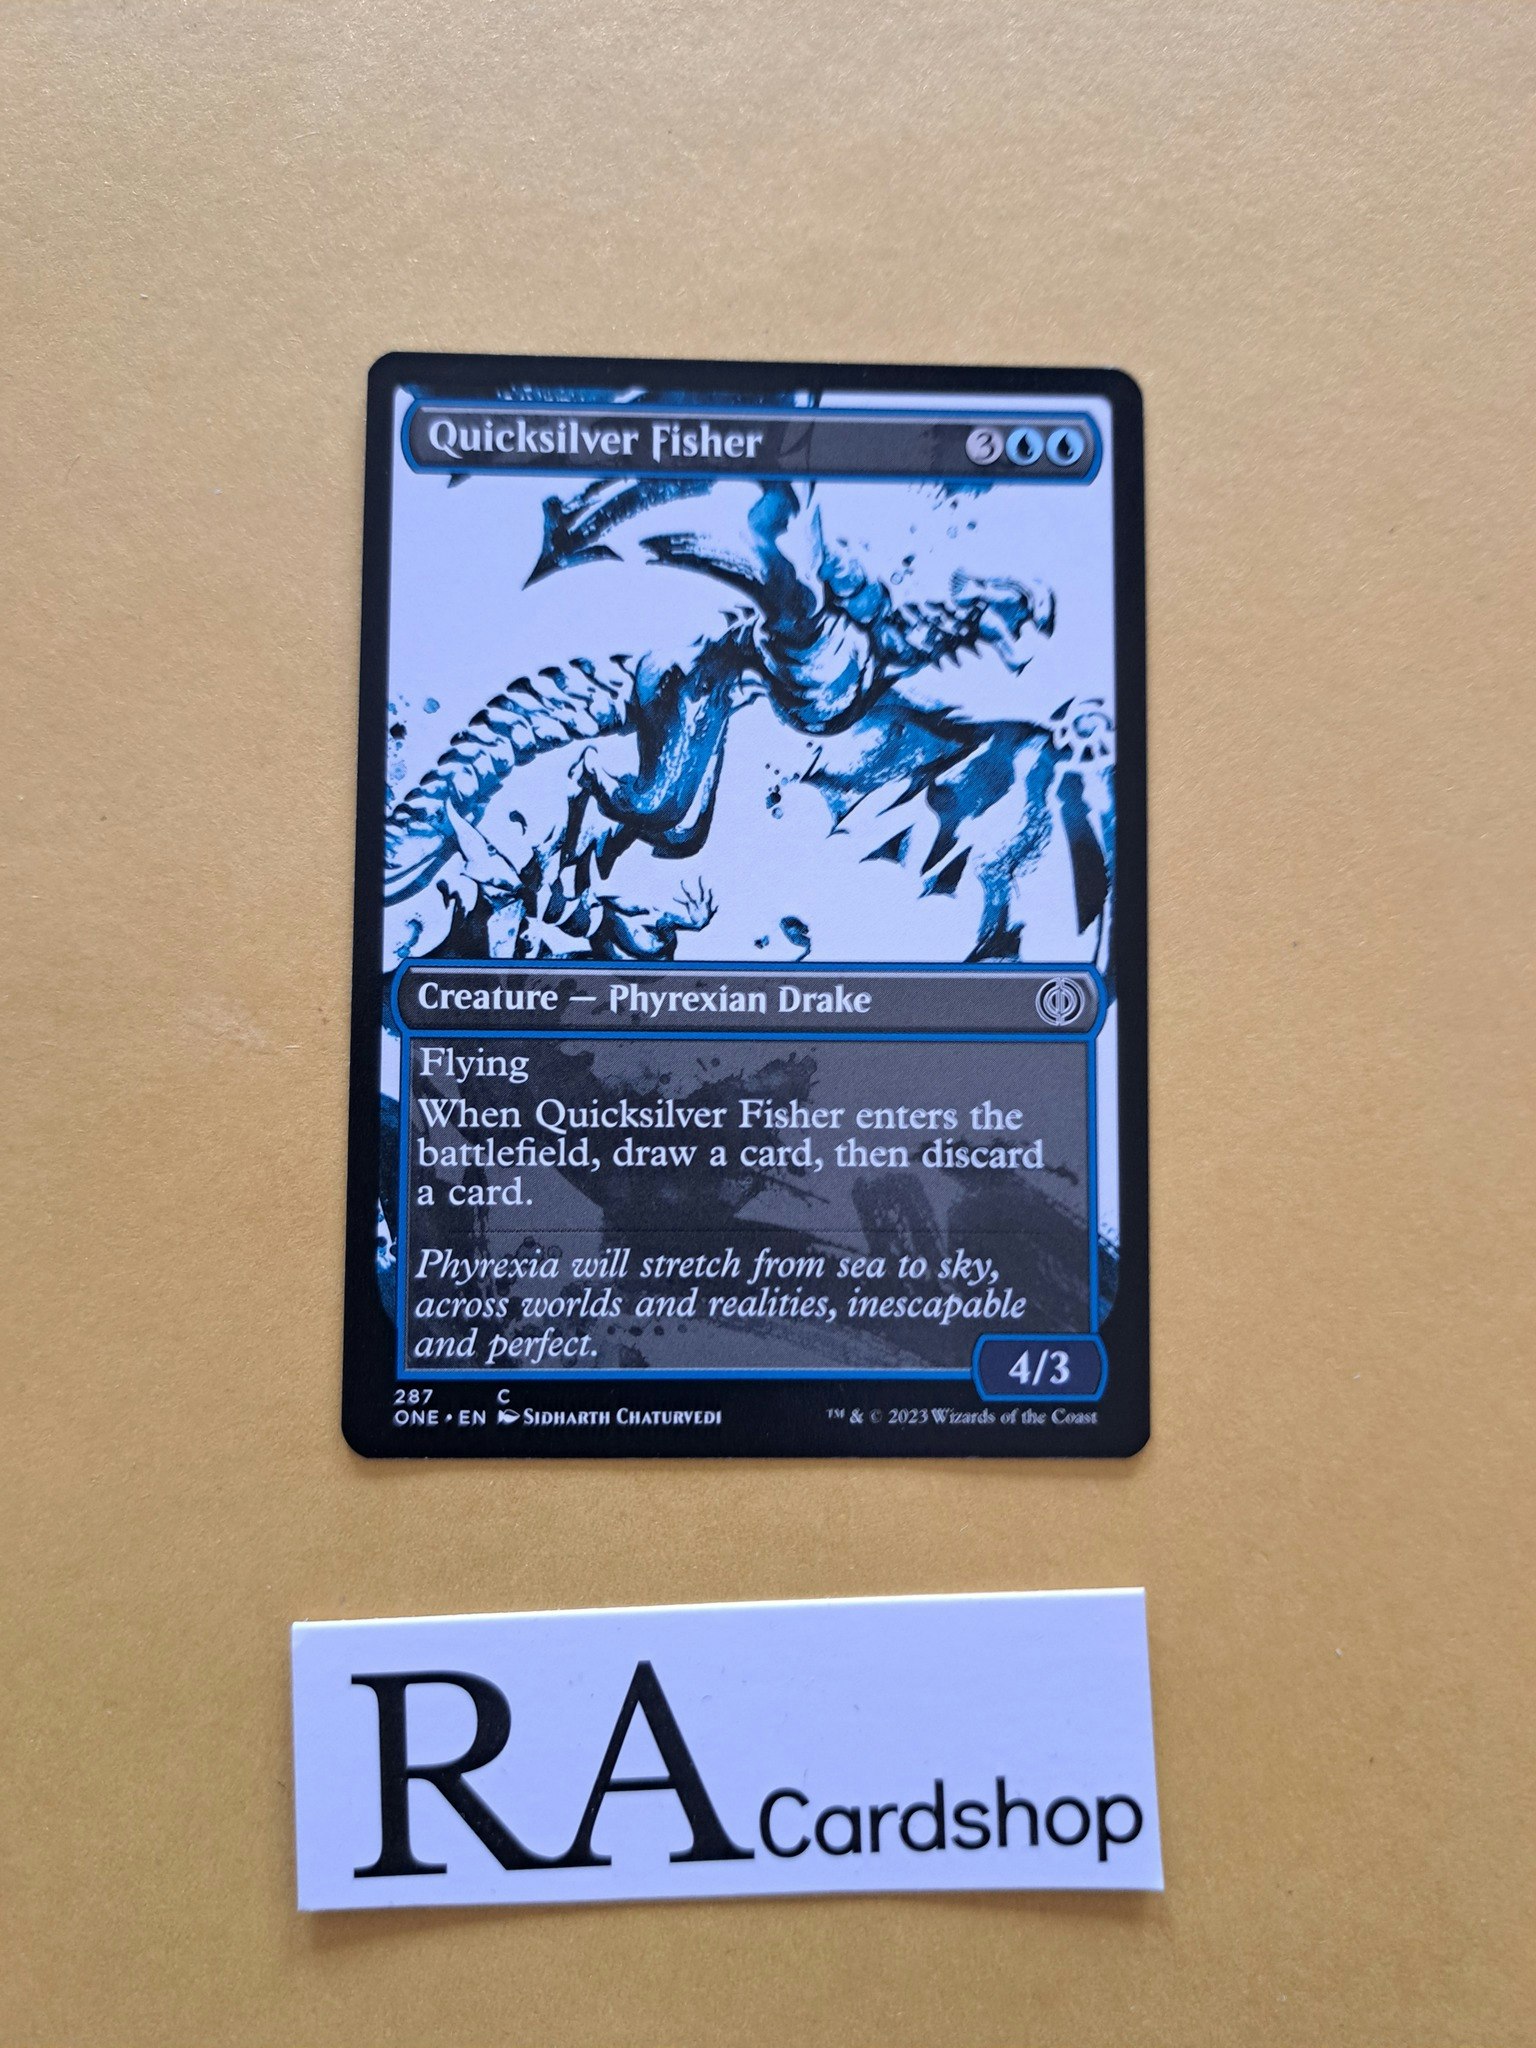 Quicksilver Fisher 3
Creature — Phyrexian Drake
Flying
When Quicksilver Fisher enters the
battlefield, draw a card, then discard
a card.
Phyrexia will stretch from sea to sky,
across worlds and realities, inescapable
and perfect.
4/3
287 C
ONE • EN SIDHARTH CHATURVEDI ™ & © 2023 Wizards of the Coast
RA Cardshop